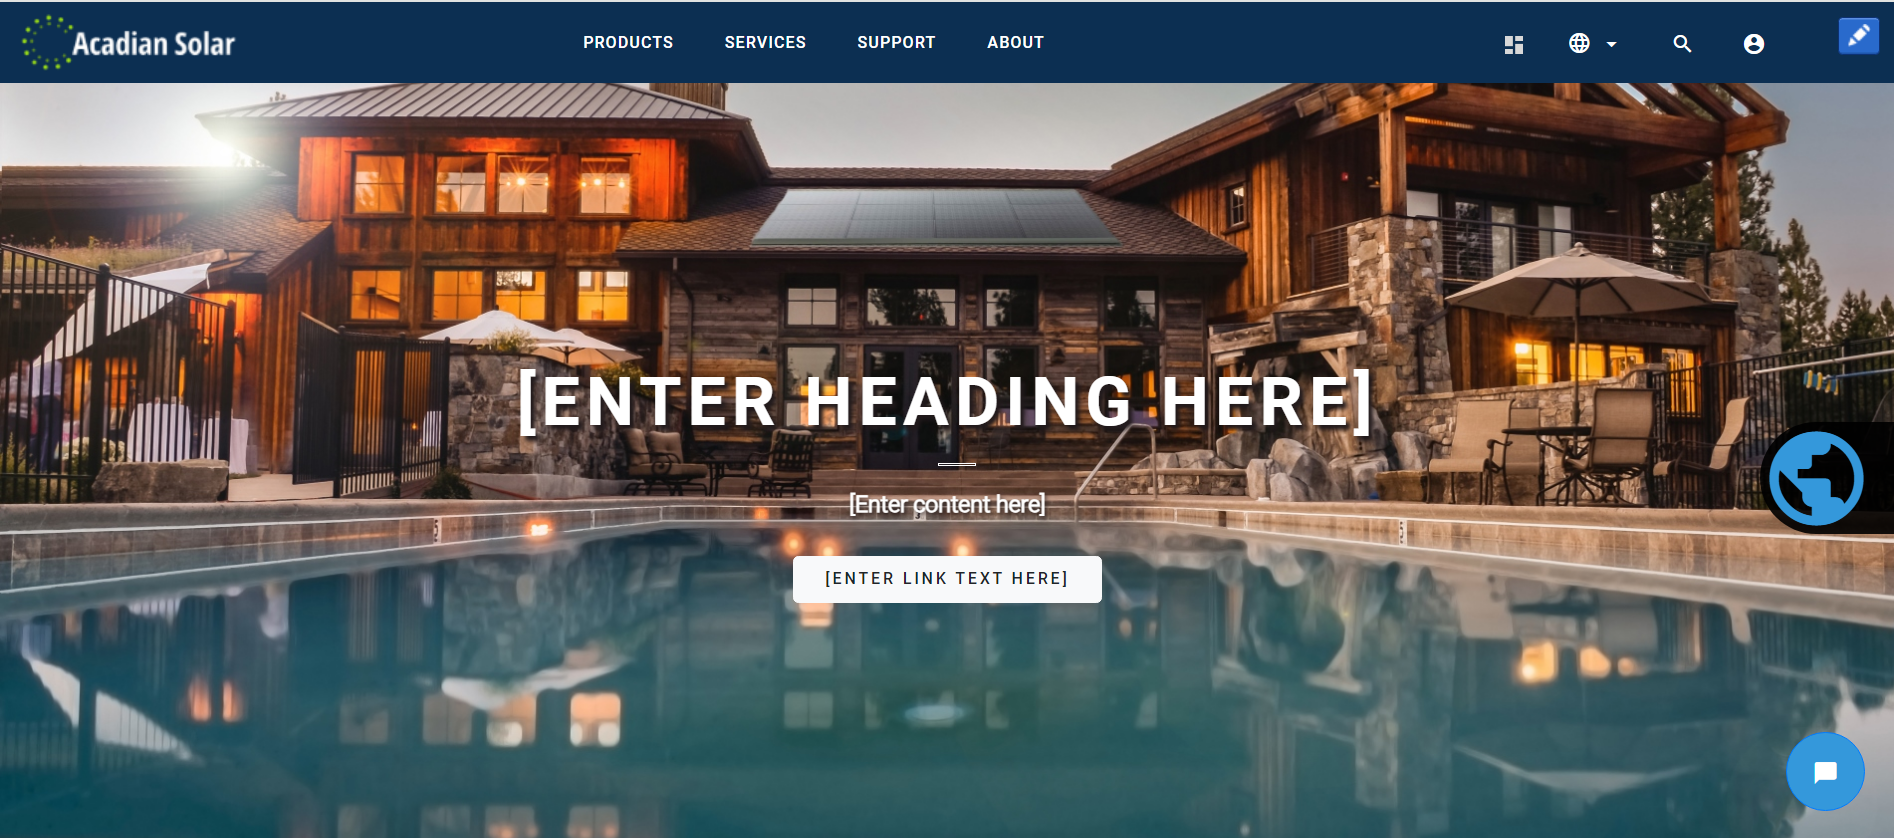 Acadian Solar
PRODUCTS SERVICES SUPPORT ABOUT
[ENTER HEADING HERE]
[Enter content here]
[ENTER LINK TEXT HERE]